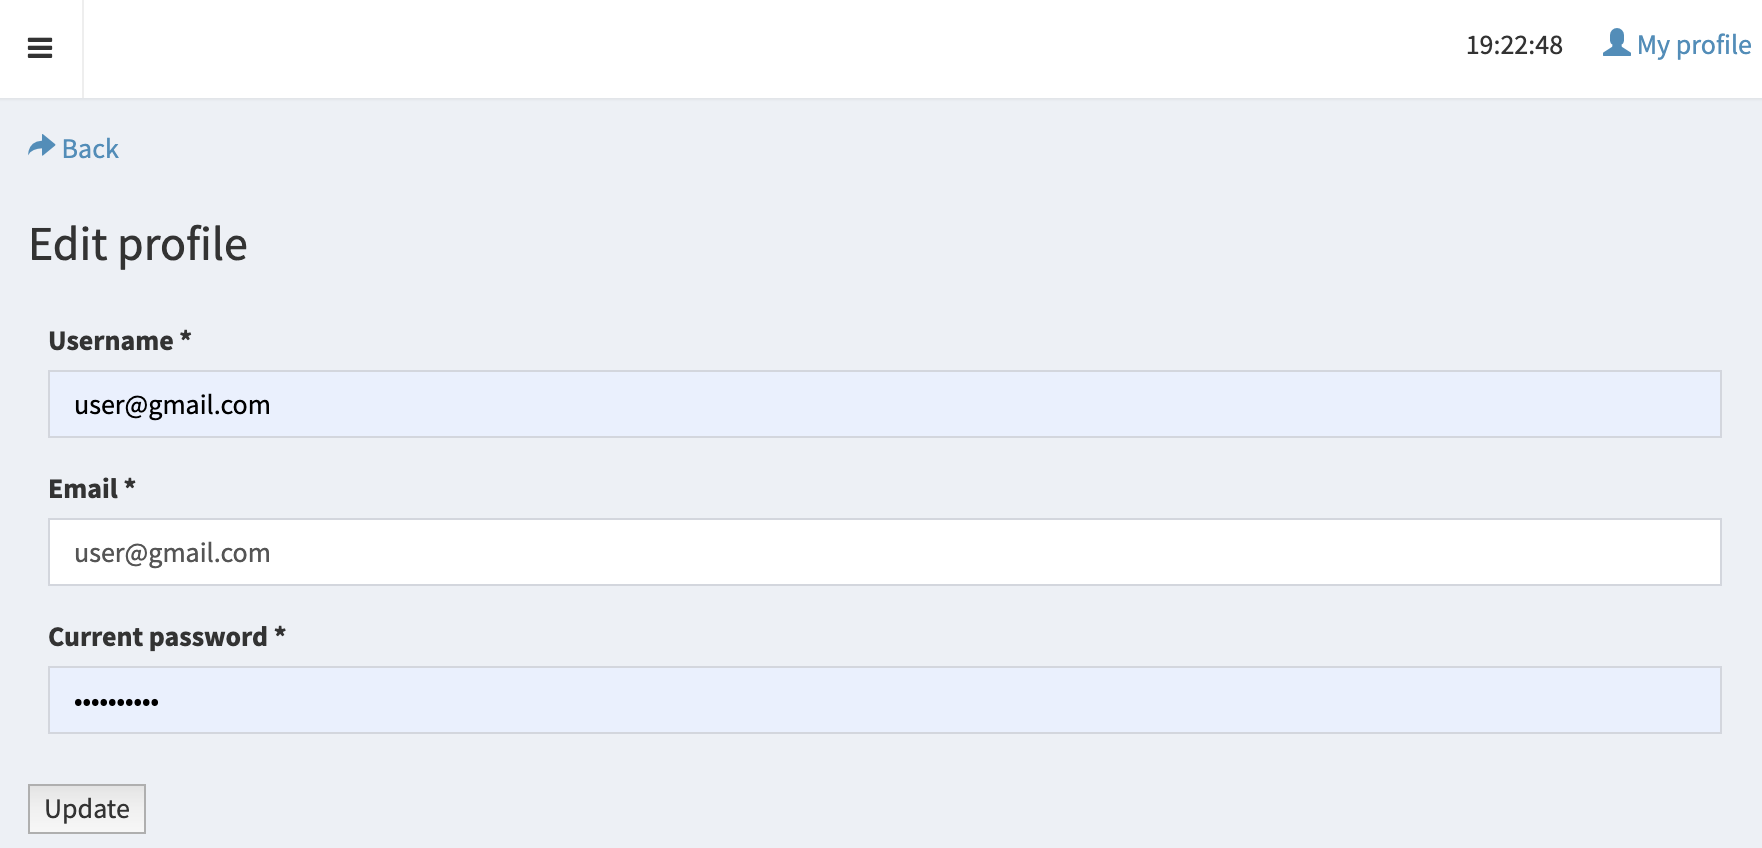 19:22:48 My profile
Back
Edit profile
Username *
user@gmail.com
Email *
user@gmail.com
Current password *
••••••••••
Update